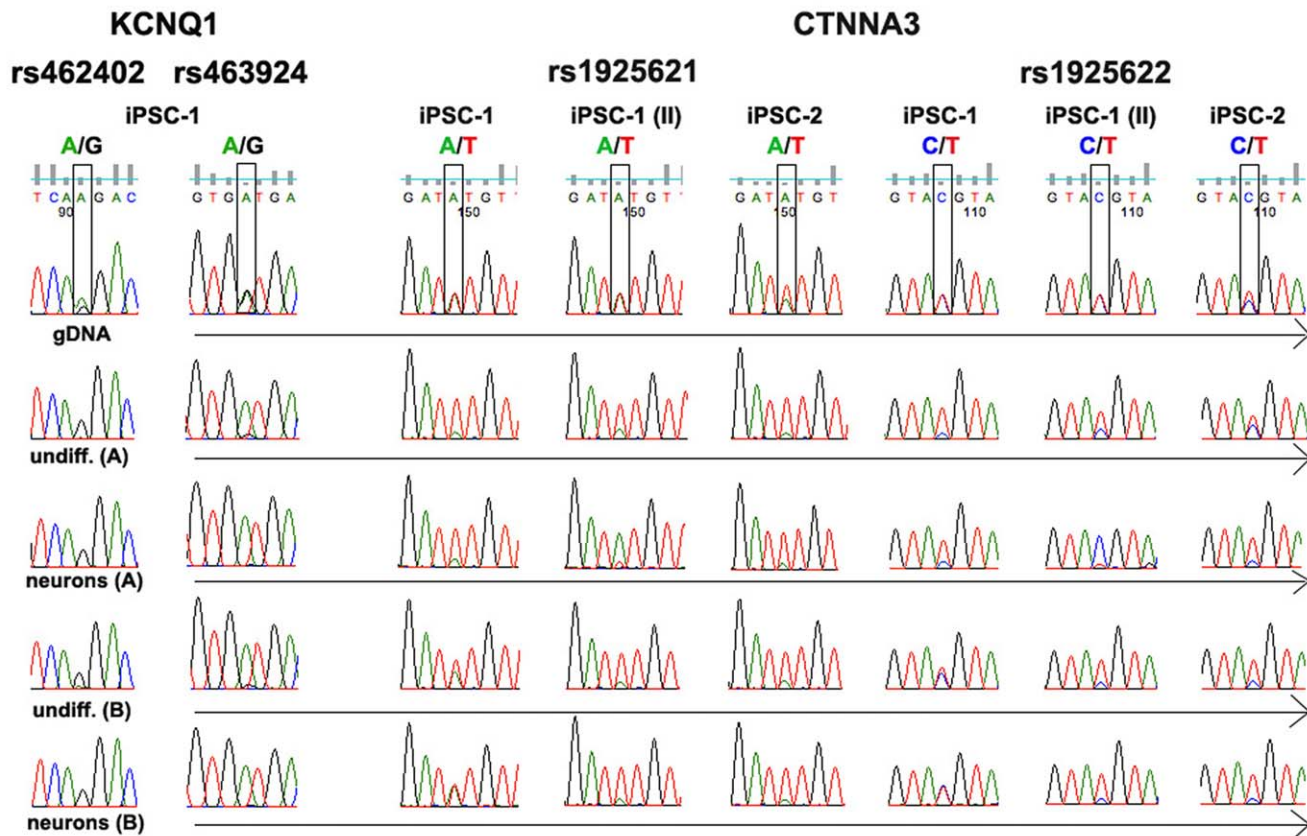 KCNQ1 CTNNA3
rs462402 rs463924 rs1925621 rs1925622
iPSC-1 iPSC-1 iPSC-1 (II) iPSC-2 iPSC-1 iPSC-1 (II) iPSC-2
A/G A/G A/T A/T A/T C/T C/T C/T
T C A A G A C G T G A T G A G A T A T G T G A T A T G T G A T A T G T G T A C G T A G T A C G T A G T A C G T A
90 150 150 150 110 110 110
gDNA
undiff. (A)
neurons (A)
undiff. (B)
neurons (B)